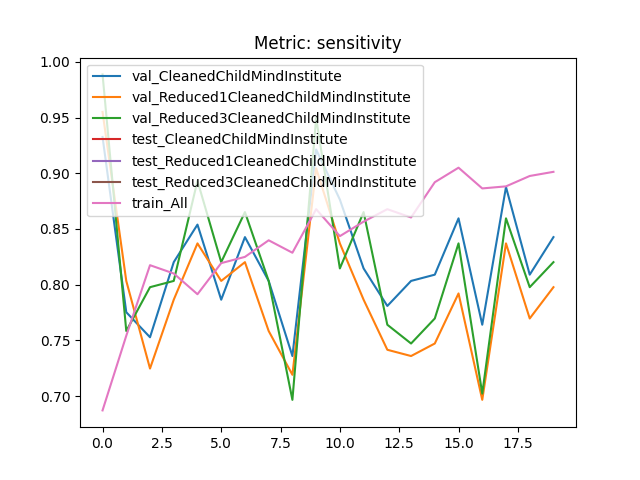 Metric: sensitivity
1.00
0.95
0.90
0.85
0.80
0.75
0.70
val_CleanedChildMindInstitute
val_Reduced1CleanedChildMindInstitute
val_Reduced3CleanedChildMindInstitute
test_CleanedChildMindInstitute
test_Reduced1CleanedChildMindInstitute
test_Reduced3CleanedChildMindInstitute
train_All
0.0 2.5 5.0 7.5 10.0 12.5 15.0 17.5